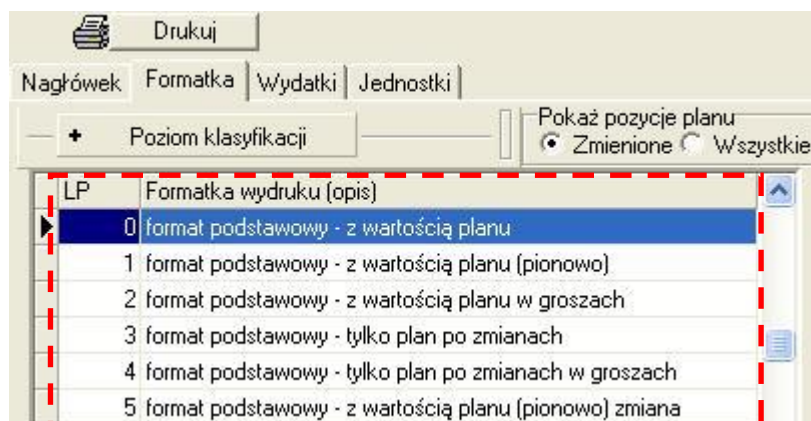 Drukuj
Nagłówek Formatka Wydatki Jednostki
Pokaż pozycje planu
+ Poziom klasyfikacji
Zmienione Wszystkie
LP Formatka wydruku (opis)
0 format podstawowy - z wartością planu
1 format podstawowy - z wartością planu (pionowo)
2 format podstawowy - z wartością planu w groszach
3 format podstawowy - tylko plan po zmianach
4 format podstawowy - tylko plan po zmianach w groszach
5 format podstawowy - z wartością planu (pionowo) zmiana